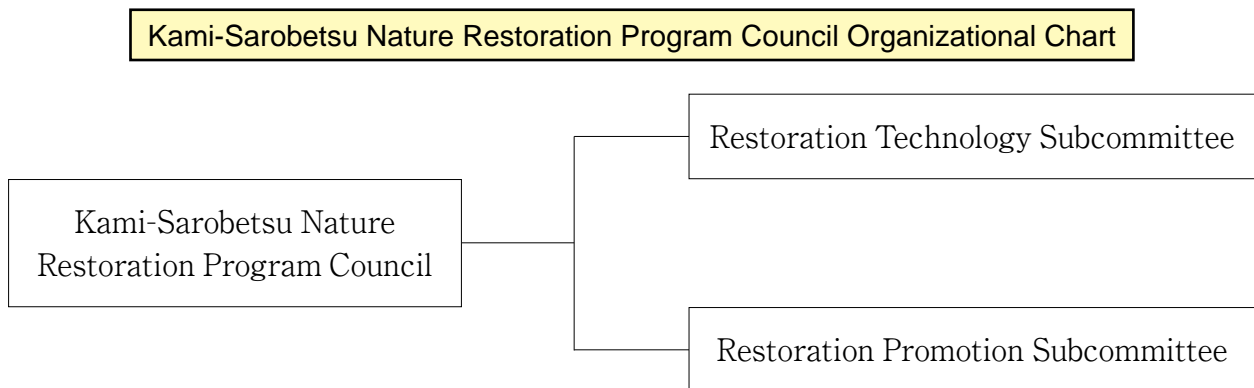 Kami-Sarobetsu Nature Restoration Program Council Organizational Chart
Restoration Technology Subcommittee
Kami-Sarobetsu Nature
Restoration Program Council
Restoration Promotion Subcommittee